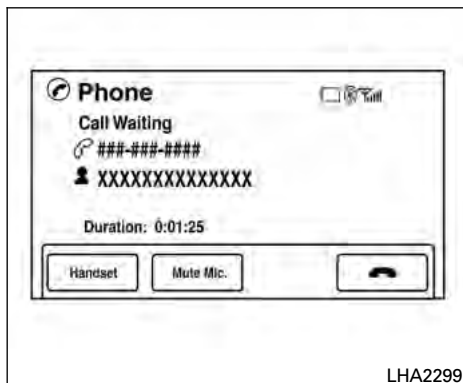 Phone
Call Waiting
###-###-####
XXXXXXXXXXXXXX
Duration: 0:01:25
Handset Mute Mic.
LHA2299